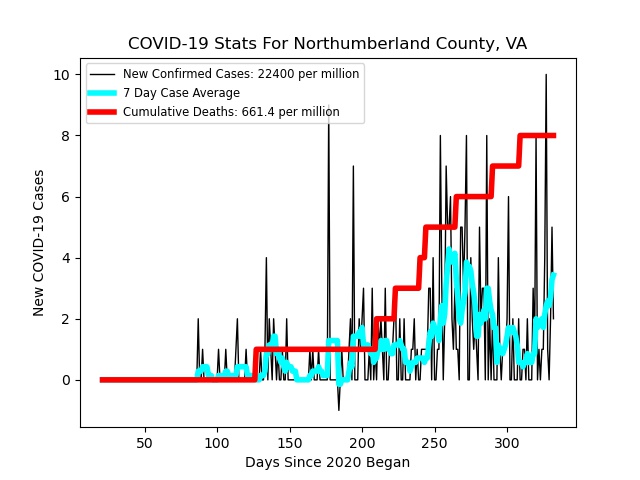 COVID-19 Stats For Northumberland County, VA
New Confirmed Cases: 22400 per million
7 Day Case Average
Cumulative Deaths: 661.4 per million
New COVID-19 Cases
10
8
6
4
2
0
50 100 150 200 250 300
Days Since 2020 Began